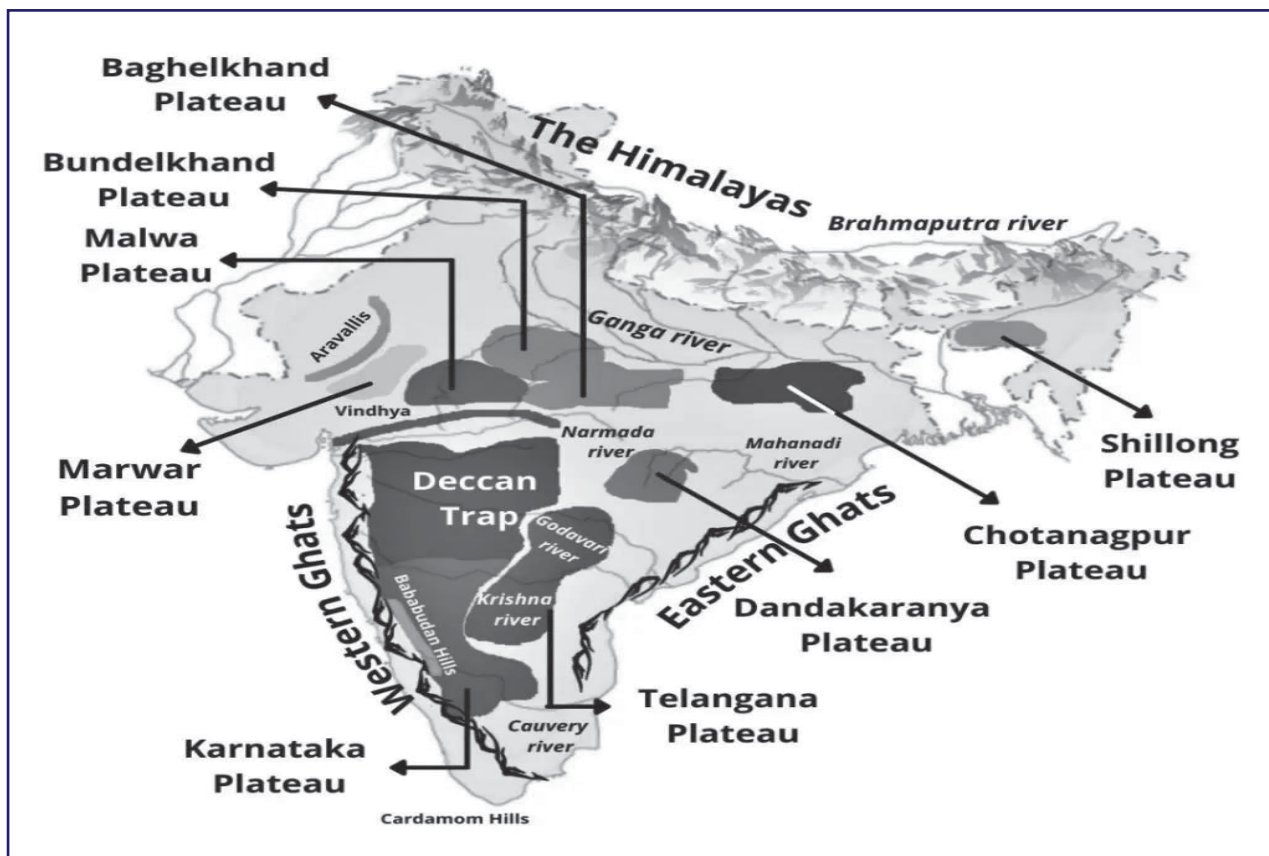 Baghelkhand
Plateau
The Himalayas
Bundelkhand
Plateau
Brahmaputra river
Malwa
Plateau
Ganga river
Aravallis
Vindhya
Narmada
river
Mahanadi
river
Shillong
Plateau
Marwar
Plateau
Deccan
Trap
Godavari
river
Chotanagpur
Plateau
Western Ghats
Eastern Ghats
Bababudan Hills
Krishna
river
Dandakaranya
Plateau
Telangana
Plateau
Cauvery
river
Karnataka
Plateau
Cardamom Hills